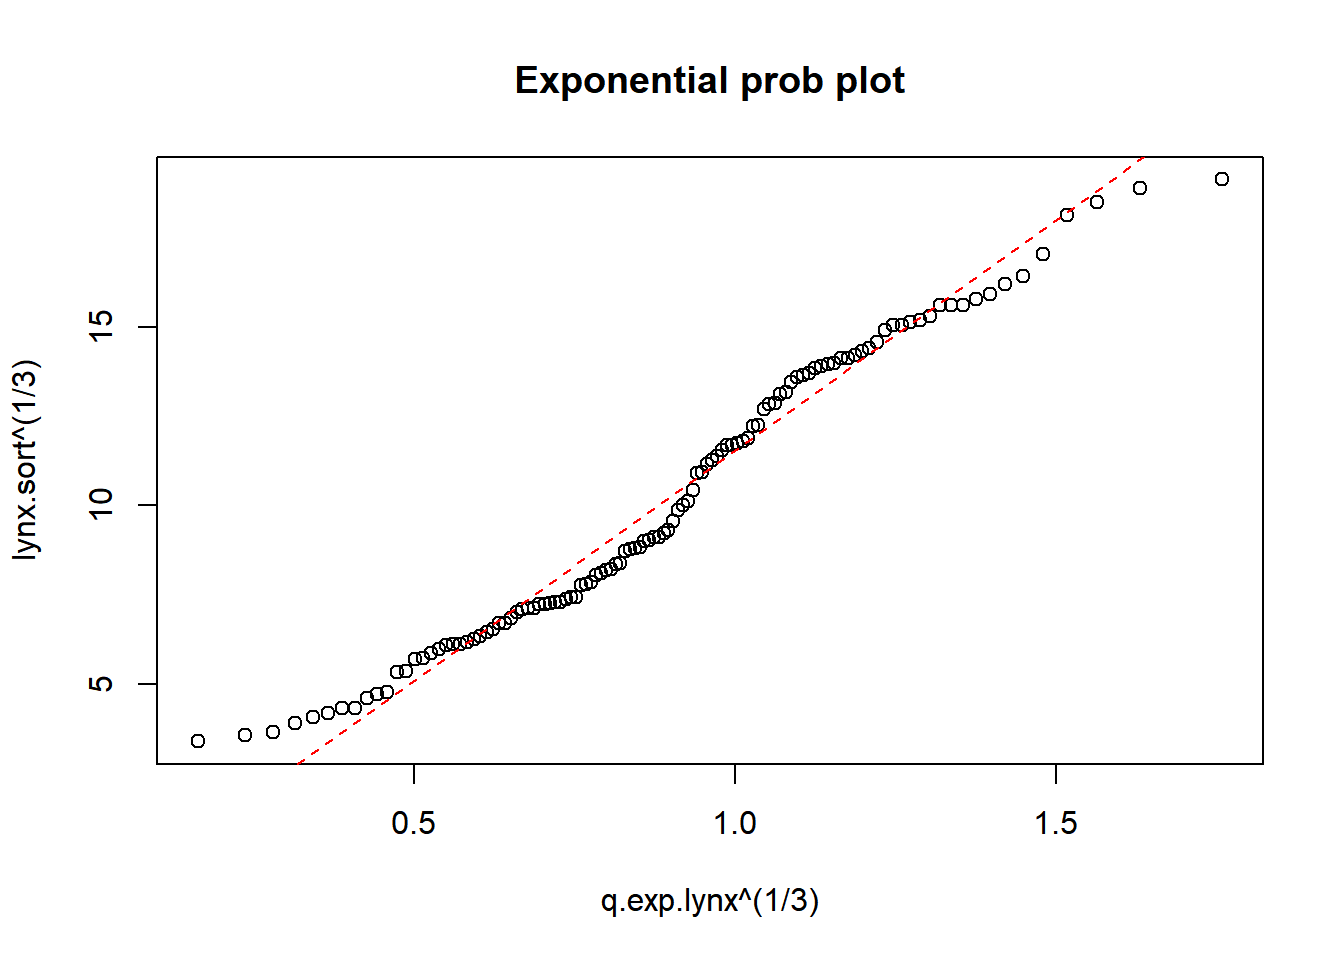 Exponential prob plot
lynx.sort^(1/3)
15
10
5
0.5 1.0 1.5
q.exp.lynx^(1/3)